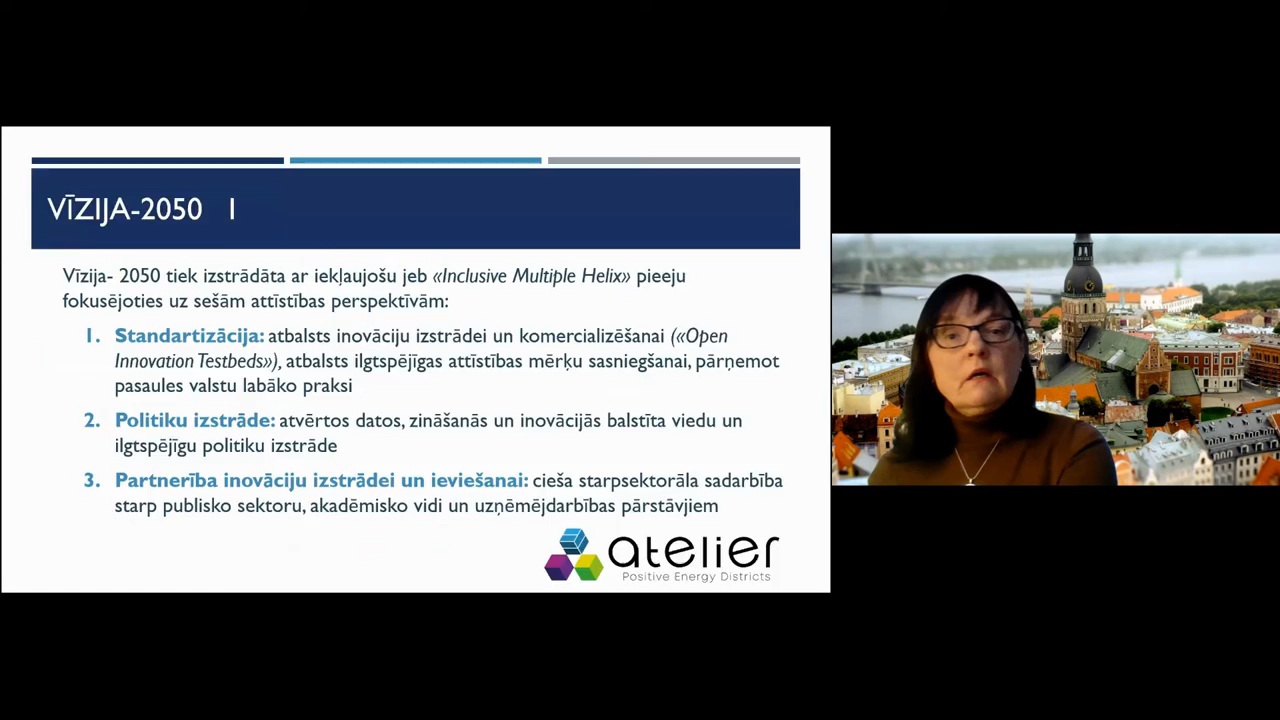 VĪZIJA-2050 I
Vīzija- 2050 tiek izstrādāta ar iekļaujošu jeb «Inclusive Multiple Helix» pieeju
fokusējoties uz sešām attīstības perspektīvām:
1. Standartizācija: atbalsts inovāciju izstrādei un komercializēšanai («Open
Innovation Testbeds»), atbalsts ilgtspējīgas attīstības mērķu sasniegšanai, pārņemot
pasaules valstu labāko praksi
2. Politiku izstrāde: atvērtos datos, zināšanās un inovācijās balstīta viedu un
ilgtspējīgu politiku izstrāde
3. Partnerība inovāciju izstrādei un ieviešanai: cieša starpsektorāla sadarbība
starp publisko sektoru, akadēmisko vidi un uzņēmējdarbības pārstāvjiem
atelier
Positive Energy Districts